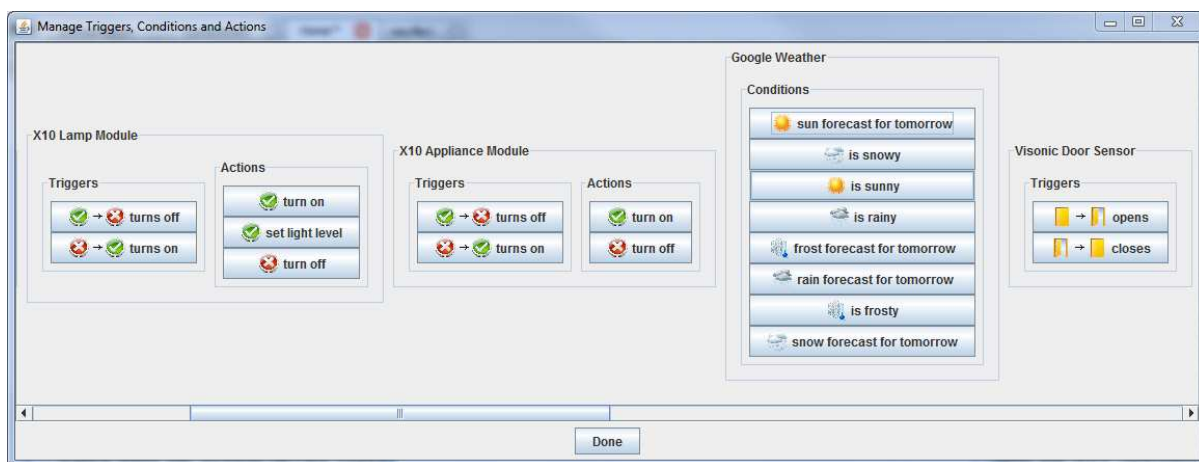 Manage Triggers, Conditions and Actions
X10 Lamp Module
Triggers
→ turns off
→ turns on
Actions
turn on
set light level
turn off
X10 Appliance Module
Triggers
→ turns off
→ turns on
Actions
turn on
turn off
Google Weather
Conditions
sun forecast for tomorrow
is snowy
is sunny
is rainy
frost forecast for tomorrow
rain forecast for tomorrow
is frosty
snow forecast for tomorrow
Visonic Door Sensor
Triggers
→ opens
→ closes
Done